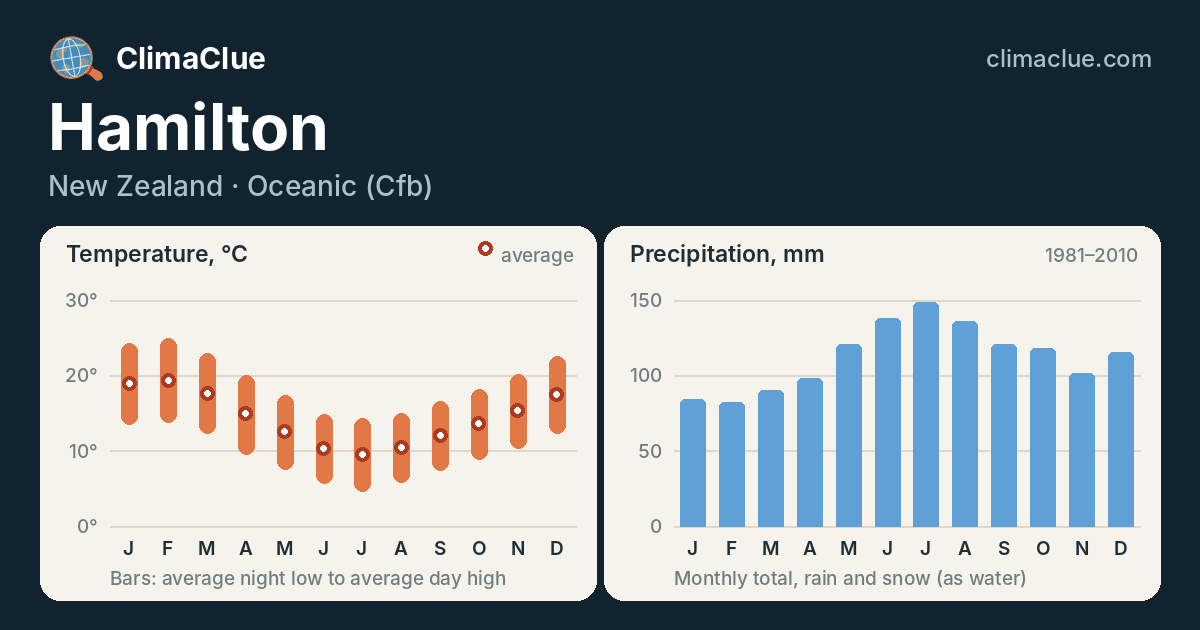 ClimaClue
climaclue.com
Hamilton
New Zealand · Oceanic (Cfb)
Temperature, °C
average
30°
20°
10°
0°
J F M A M J J A S O N D
Bars: average night low to average day high
Precipitation, mm
1981–2010
150
100
50
0
J F M A M J J A S O N D
Monthly total, rain and snow (as water)